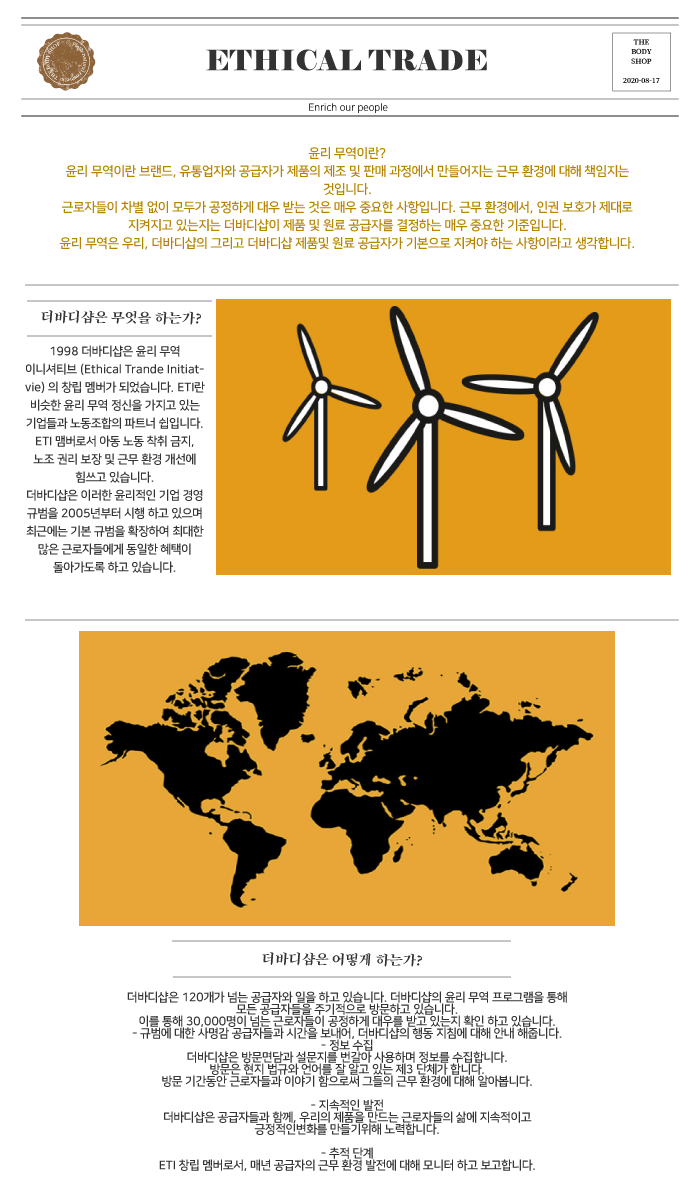 ETHICAL TRADE
THE
BODY
SHOP
2020-08-17
Enrich our people
윤리 무역이란?
윤리 무역이란 브랜드, 유통업자와 공급자가 제품의 제조 및 판매 과정에서 만들어지는 근무 환경에 대해 책임지는
것입니다.
근로자들이 차별 없이 모두가 공정하게 대우 받는 것은 매우 중요한 사항입니다. 근무 환경에서, 인권 보호가 제대로
지켜지고 있는지는 더바디샵이 제품 및 원료 공급자를 결정하는 매우 중요한 기준입니다.
윤리 무역은 우리, 더바디샵의 그리고 더바디샵 제품및 원료 공급자가 기본으로 지켜야 하는 사항이라고 생각합니다.
더바디샵은 무엇을 하는가?
1998 더바디샵은 윤리 무역
이니셔티브 (Ethical Trande Initiat-
vie) 의 창립 멤버가 되었습니다. ETI란
비슷한 윤리 무역 정신을 가지고 있는
기업들과 노동조합의 파트너 쉽입니다.
ETI 맴버로서 아동 노동 착취 금지,
노조 권리 보장 및 근무 환경 개선에
힘쓰고 있습니다.
더바디샵은 이러한 윤리적인 기업 경영
규범을 2005년부터 시행 하고 있으며
최근에는 기본 규범을 확장하여 최대한
많은 근로자들에게 동일한 혜택이
돌아가도록 하고 있습니다.
더바디샵은 어떻게 하는가?
더바디샵은 120개가 넘는 공급자와 일을 하고 있습니다. 더바디샵의 윤리 무역 프로그램을 통해
모든 공급자들을 주기적으로 방문하고 있습니다.
이를 통해 30,000명이 넘는 근로자들이 공정하게 대우를 받고 있는지 확인 하고 있습니다.
- 규범에 대한 사명감 공급자들과 시간을 보내어, 더바디샵의 행동 지침에 대해 안내 해줍니다.
- 정보 수집
더바디샵은 방문면담과 설문지를 번갈아 사용하며 정보를 수집합니다.
방문은 현지 법규와 언어를 잘 알고 있는 제3 단체가 합니다.
방문 기간동안 근로자들과 이야기 함으로써 그들의 근무 환경에 대해 알아봅니다.
- 지속적인 발전
더바디샵은 공급자들과 함께, 우리의 제품을 만드는 근로자들의 삶에 지속적이고
긍정적인변화를 만들기위해 노력합니다.
- 추적 단계
ETI 창립 멤버로서, 매년 공급자의 근무 환경 발전에 대해 모니터 하고 보고합니다.